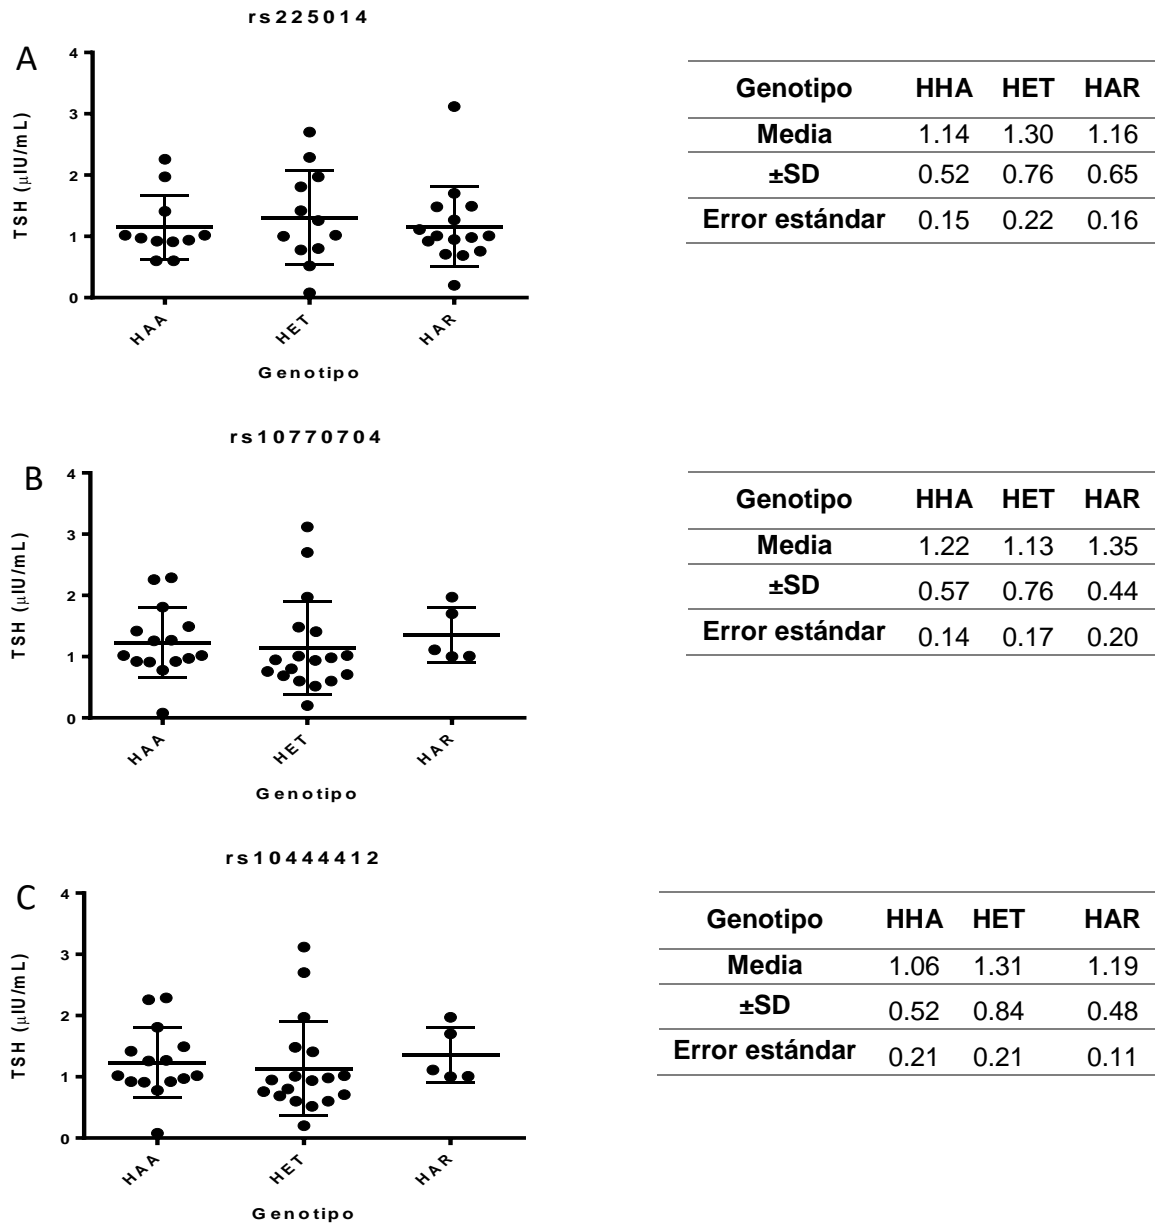 rs225014
A
4
3
2
1
0
TSH (µIU/mL)
HAA HET HAR
Genotipo
Genotipo HHA HET HAR
Media 1.14 1.30 1.16
±SD 0.52 0.76 0.65
Error estándar 0.15 0.22 0.16
rs10770704
B
4
3
2
1
0
TSH (µIU/mL)
HAA HET HAR
Genotipo
Genotipo HHA HET HAR
Media 1.22 1.13 1.35
±SD 0.57 0.76 0.44
Error estándar 0.14 0.17 0.20
rs10444412
C
4
3
2
1
0
TSH (µIU/mL)
HAA HET HAR
Genotipo
Genotipo HHA HET HAR
Media 1.06 1.31 1.19
±SD 0.52 0.84 0.48
Error estándar 0.21 0.21 0.11